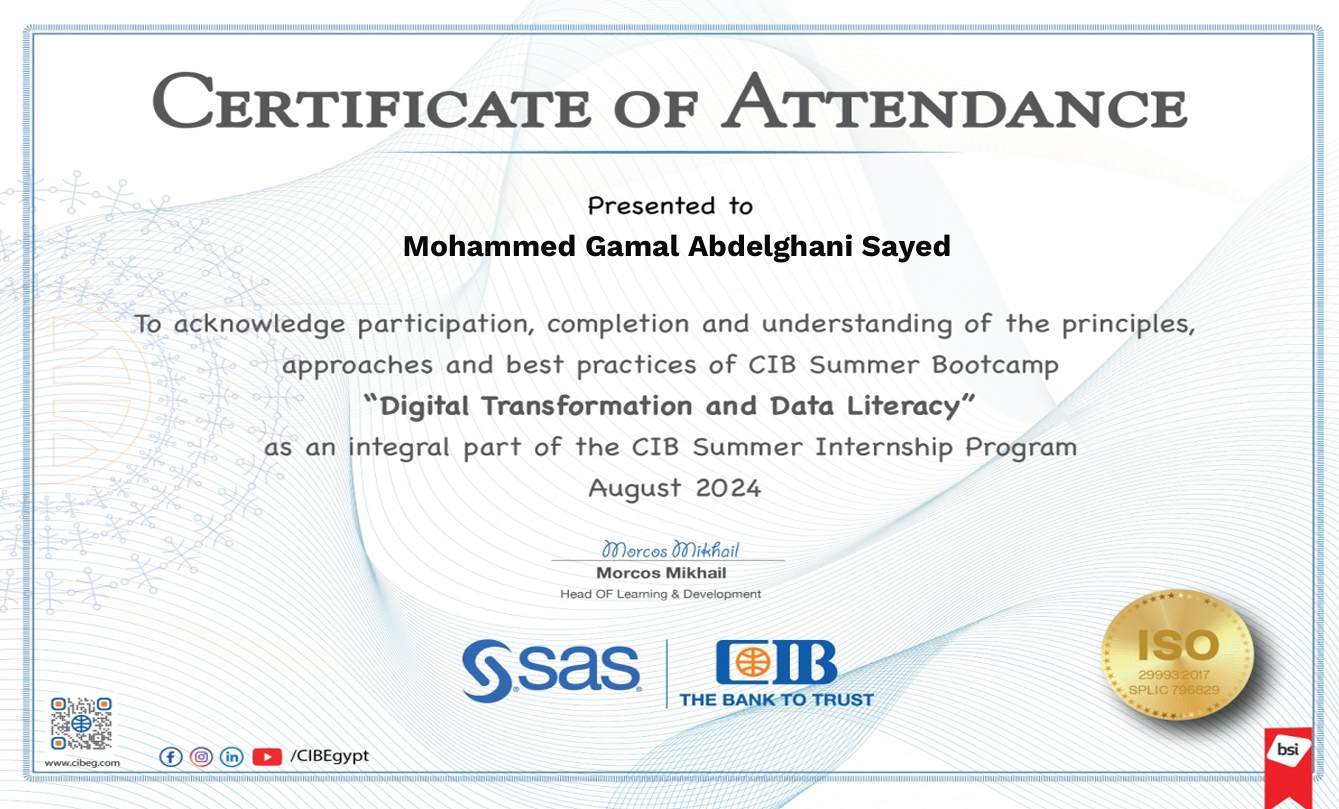 Certificate of Attendance
Presented to
Mohammed Gamal Abdelghani Sayed
To acknowledge participation, completion and understanding of the principles,
approaches and best practices of CIB Summer Bootcamp
“Digital Transformation and Data Literacy”
as an integral part of the CIB Summer Internship Program
August 2024
Morcos Mikhail
Morcos Mikhail
Head OF Learning & Development
sas
CIB
THE BANK TO TRUST
ISO
29993:2017
SPLIC 796829
www.cibeg.com
/CIBEgypt
bsi